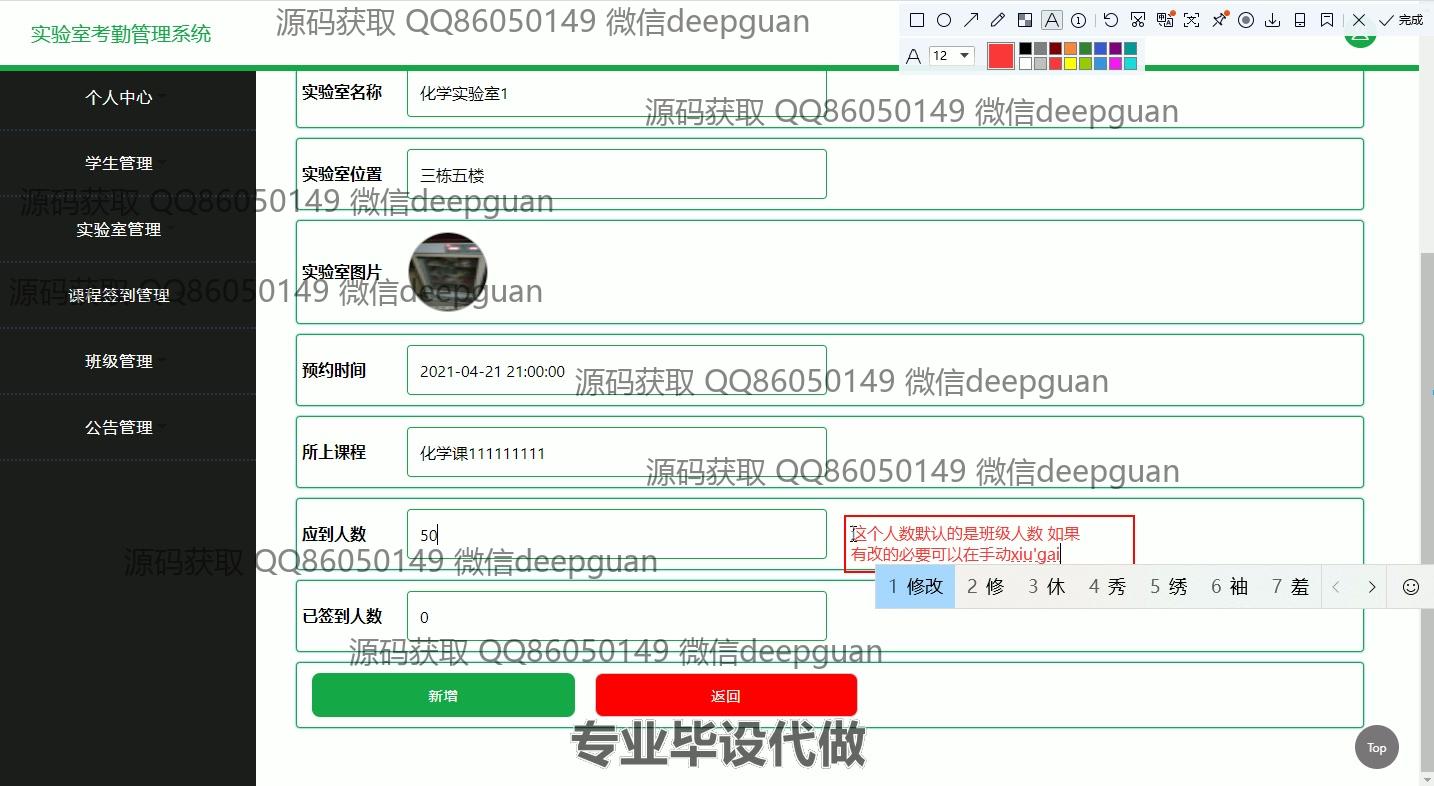 实验室考勤管理系统
源码获取 QQ86050149 微信deepguan
完成
A 12
个人中心
学生管理
实验室管理
课程签到管理
班级管理
公告管理
实验室名称
化学实验室1
源码获取 QQ86050149 微信deepguan
实验室位置
三栋五楼
源码获取 QQ86050149 微信deepguan
实验室图片
源码获取 QQ86050149 微信deepguan
预约时间
2021-04-21 21:00:00
源码获取 QQ86050149 微信deepguan
所上课程
化学课111111111
源码获取 QQ86050149 微信deepguan
应到人数
50
这个人数默认的是班级人数 如果
有改的必要可以在手动xiu'gai
源码获取 QQ86050149 微信deepguan
1 修改 2 修 3 休 4 秀 5 绣 6 袖 7 羞
已签到人数
0
源码获取 QQ86050149 微信deepguan
新增
返回
专业毕设代做
Top